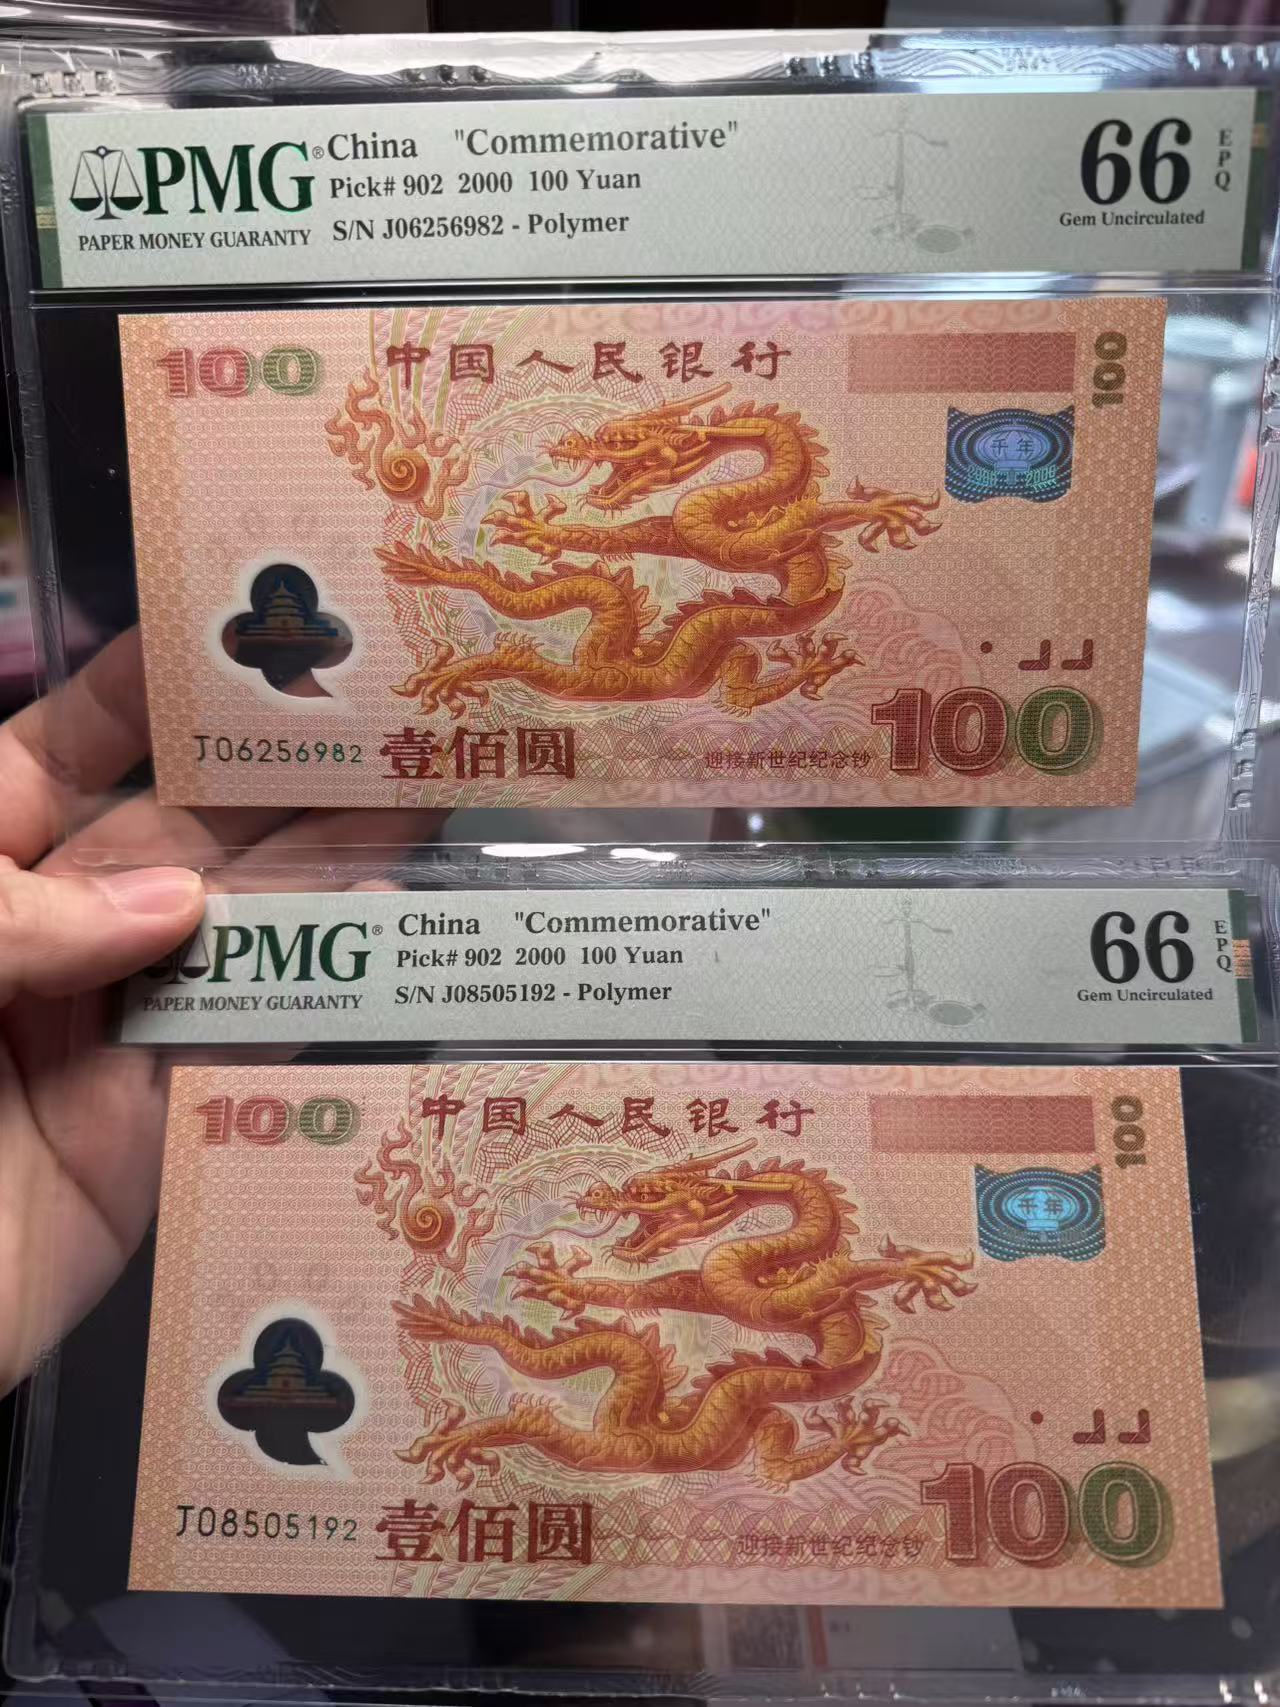 PMG® China "Commemorative" 66 EPQ
Pick# 902 2000 100 Yuan
Gem Uncirculated
PAPER MONEY GUARANTY
S/N J06256982 - Polymer
100 中国人民银行 100
千年
2000 2000
J06256982 壹佰圆 迎接新世纪纪念钞 100
PMG® China "Commemorative" 66 EPQ
Pick# 902 2000 100 Yuan
PAPER MONEY GUARANTY
S/N J08505192 - Polymer
Gem Uncirculated
100 中国人民银行 100
千年
J08505192 壹佰圆 迎接新世纪纪念钞 100